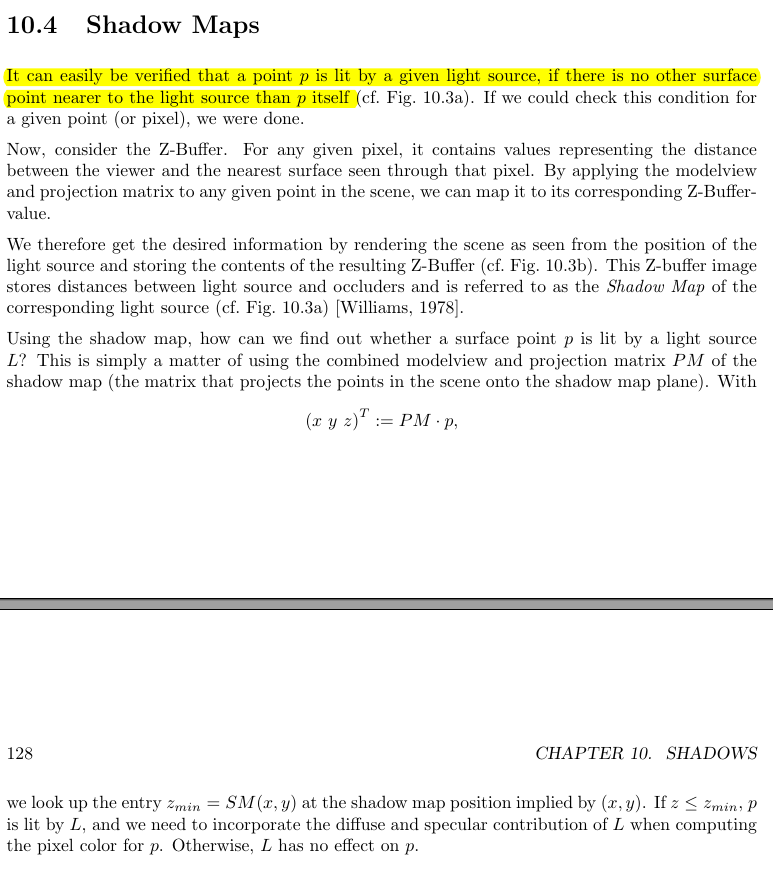 10.4 Shadow Maps
It can easily be verified that a point p is lit by a given light source, if there is no other surface
point nearer to the light source than p itself (cf. Fig. 10.3a). If we could check this condition for
a given point (or pixel), we were done.
Now, consider the Z-Buffer. For any given pixel, it contains values representing the distance
between the viewer and the nearest surface seen through that pixel. By applying the modelview
and projection matrix to any given point in the scene, we can map it to its corresponding Z-Buffer-
value.
We therefore get the desired information by rendering the scene as seen from the position of the
light source and storing the contents of the resulting Z-Buffer (cf. Fig. 10.3b). This Z-buffer image
stores distances between light source and occluders and is referred to as the Shadow Map of the
corresponding light source (cf. Fig. 10.3a) [Williams, 1978].
Using the shadow map, how can we find out whether a surface point p is lit by a light source
L? This is simply a matter of using the combined modelview and projection matrix PM of the
shadow map (the matrix that projects the points in the scene onto the shadow map plane). With
(x y z)^T := PM · p,
128 CHAPTER 10. SHADOWS
we look up the entry z_min = SM(x, y) at the shadow map position implied by (x, y). If z ≤ z_min, p
is lit by L, and we need to incorporate the diffuse and specular contribution of L when computing
the pixel color for p. Otherwise, L has no effect on p.